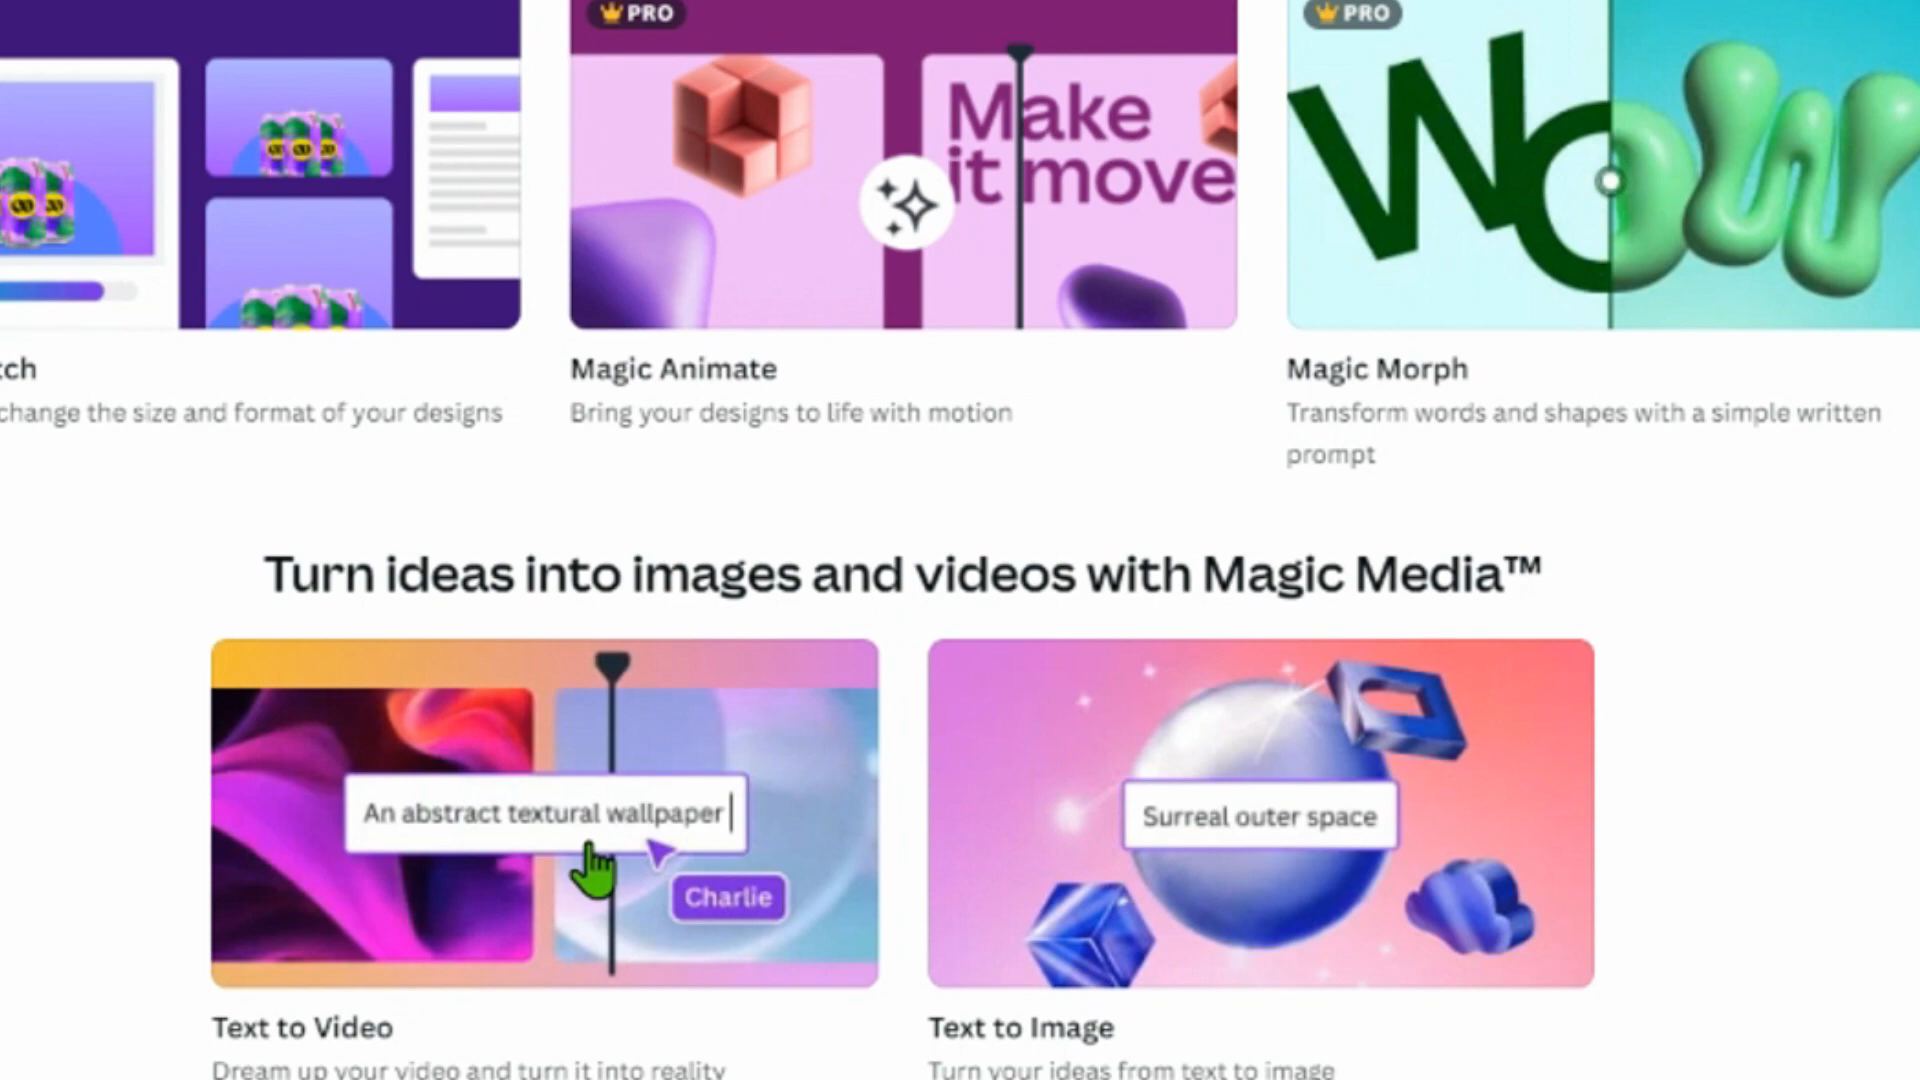 PRO
PRO
Make
it move
WOW
Magic Animate
Magic Morph
change the size and format of your designs
Bring your designs to life with motion
Transform words and shapes with a simple written
prompt
Turn ideas into images and videos with Magic Media™
An abstract textural wallpaper
Surreal outer space
Charlie
Text to Video
Text to Image
Dream up your video and turn it into reality
Turn your ideas from text to image